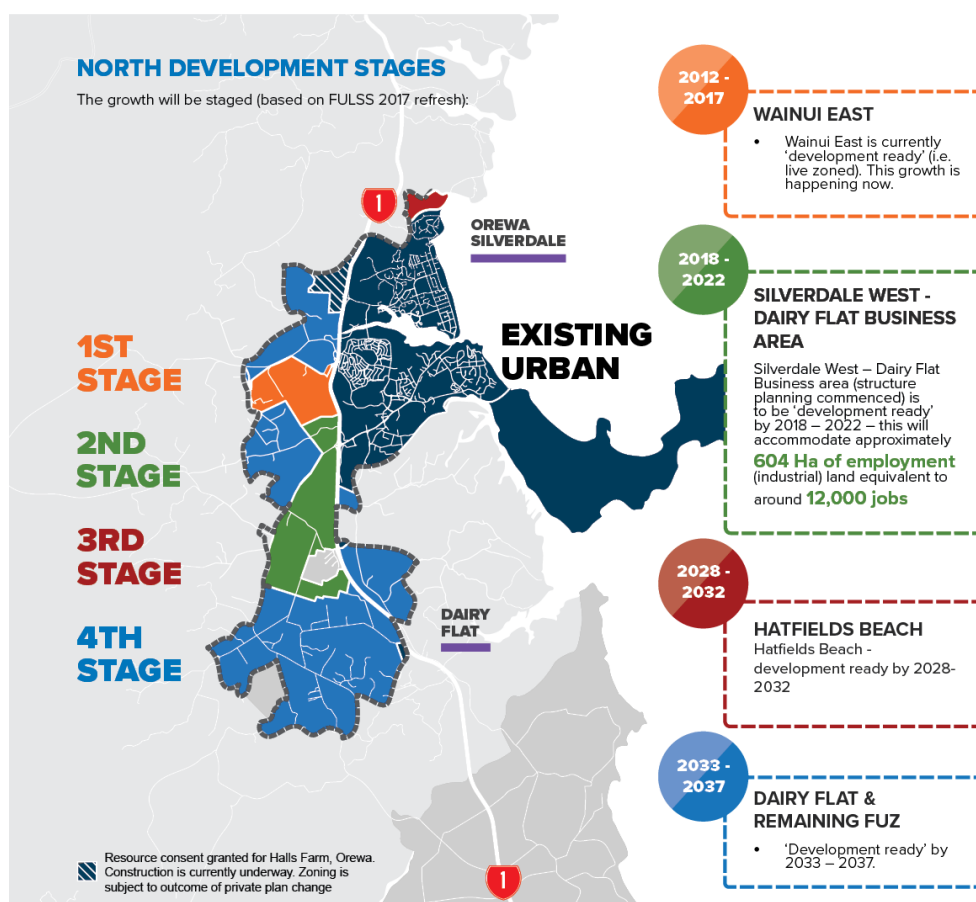 NORTH DEVELOPMENT STAGES
The growth will be staged (based on FULSS 2017 refresh):
1
OREWA
SILVERDALE
EXISTING
URBAN
1ST
STAGE
2ND
STAGE
3RD
STAGE
4TH
STAGE
DAIRY
FLAT
1
Resource consent granted for Halls Farm, Orewa.
Construction is currently underway. Zoning is
subject to outcome of private plan change
2012 -
2017
WAINUI EAST
• Wainui East is currently
‘development ready’ (i.e.
live zoned). This growth is
happening now.
2018 -
2022
SILVERDALE WEST -
DAIRY FLAT BUSINESS
AREA
Silverdale West – Dairy Flat
Business area (structure
planning commenced) is
to be ‘development ready’
by 2018 – 2022 – this will
accommodate approximately
604 Ha of employment
(industrial) land equivalent to
around 12,000 jobs
2028 -
2032
HATFIELDS BEACH
Hatfields Beach -
development ready by 2028-
2032
2033 -
2037
DAIRY FLAT &
REMAINING FUZ
• ‘Development ready’ by
2033 – 2037.